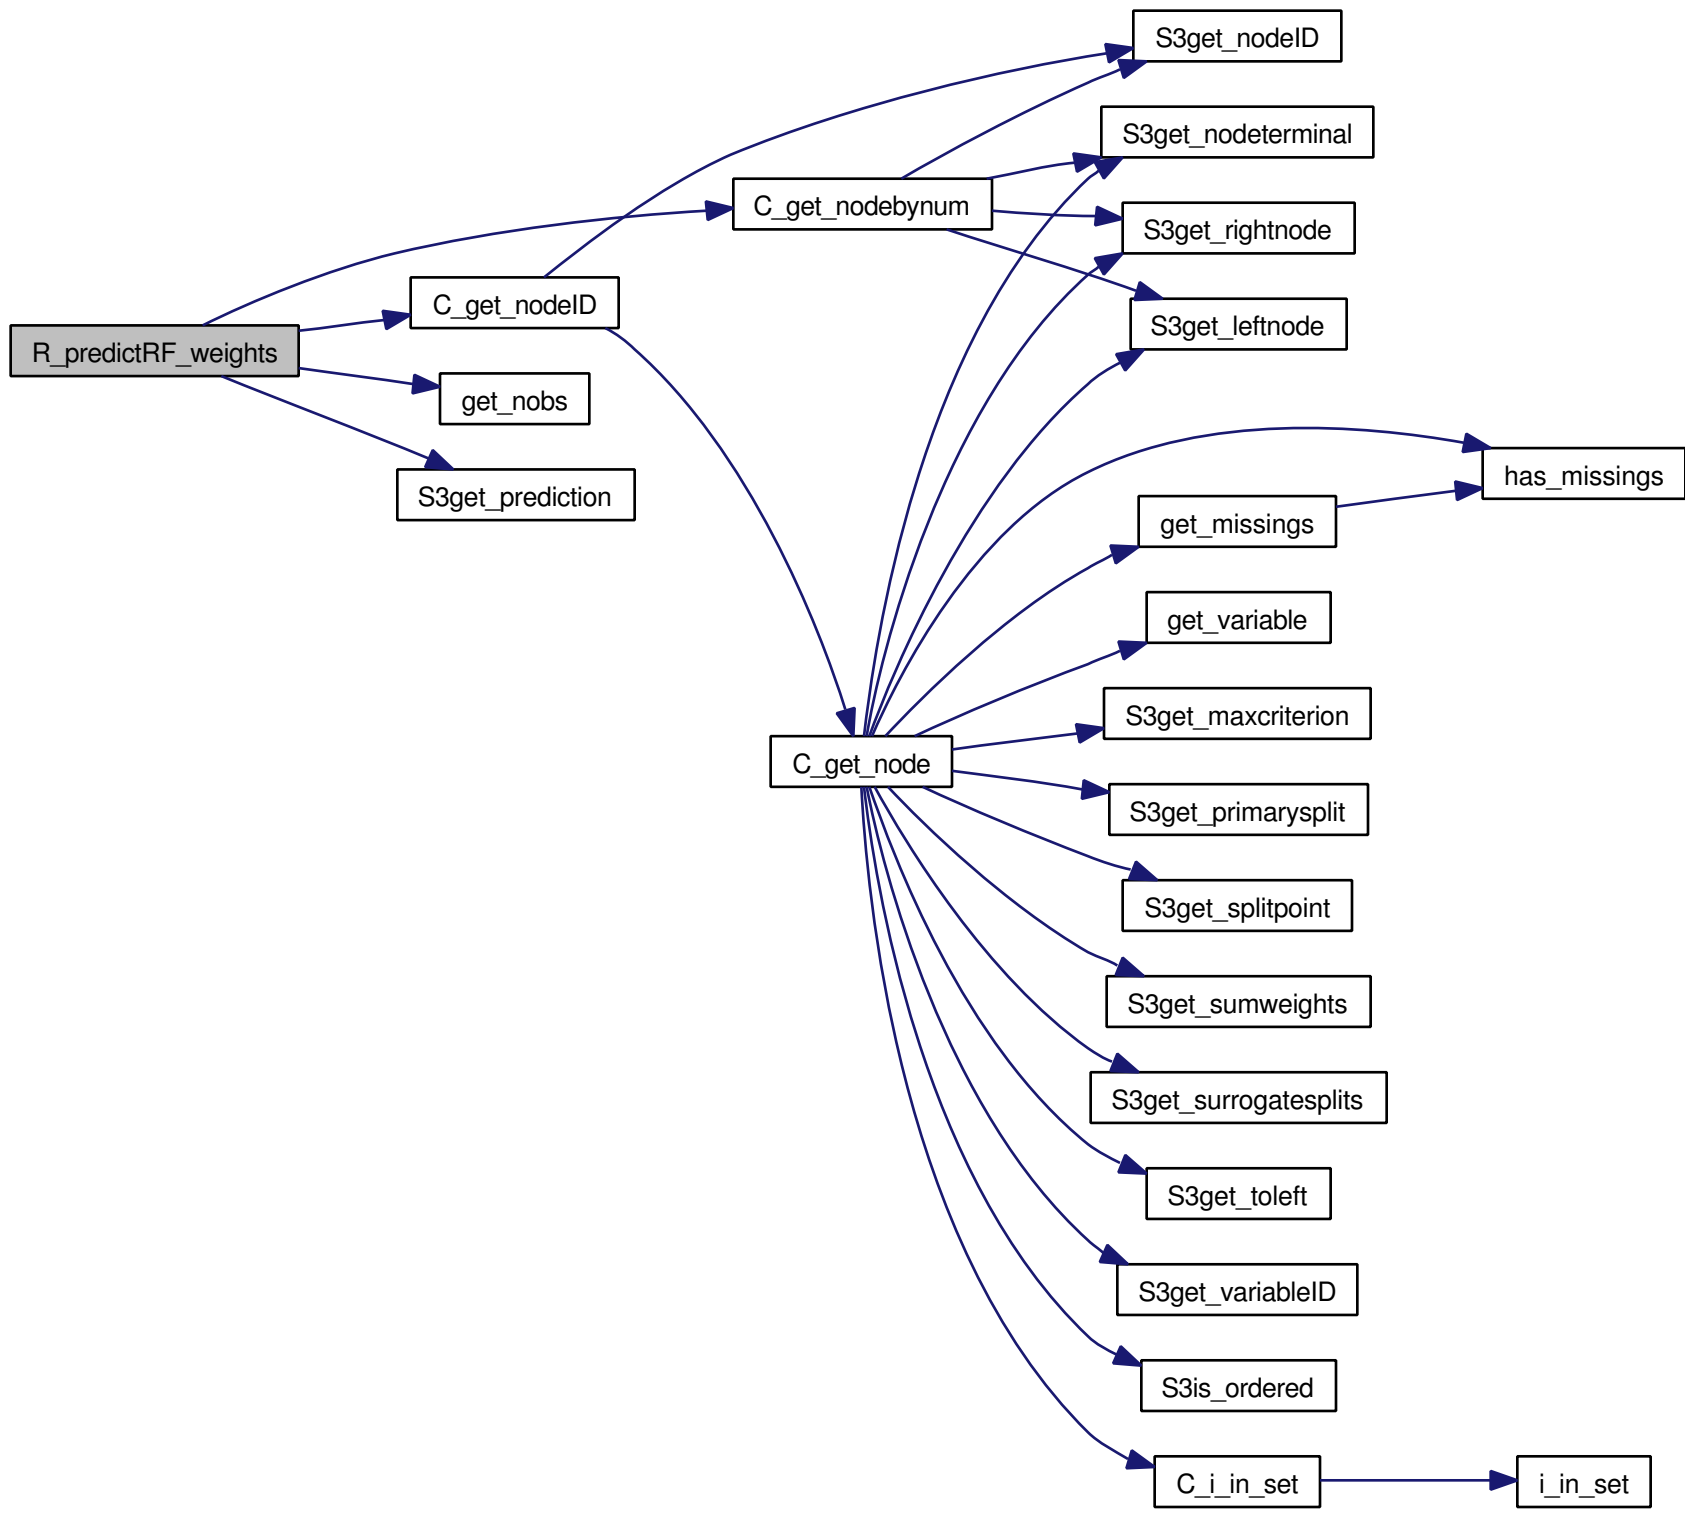 S3get_nodeID
S3get_nodeterminal
C_get_nodebynum
S3get_rightnode
C_get_nodeID
S3get_leftnode
R_predictRF_weights
get_nobs
has_missings
S3get_prediction
get_missings
get_variable
S3get_maxcriterion
C_get_node
S3get_primarysplit
S3get_splitpoint
S3get_sumweights
S3get_surrogatesplits
S3get_toleft
S3get_variableID
S3is_ordered
C_i_in_set
i_in_set